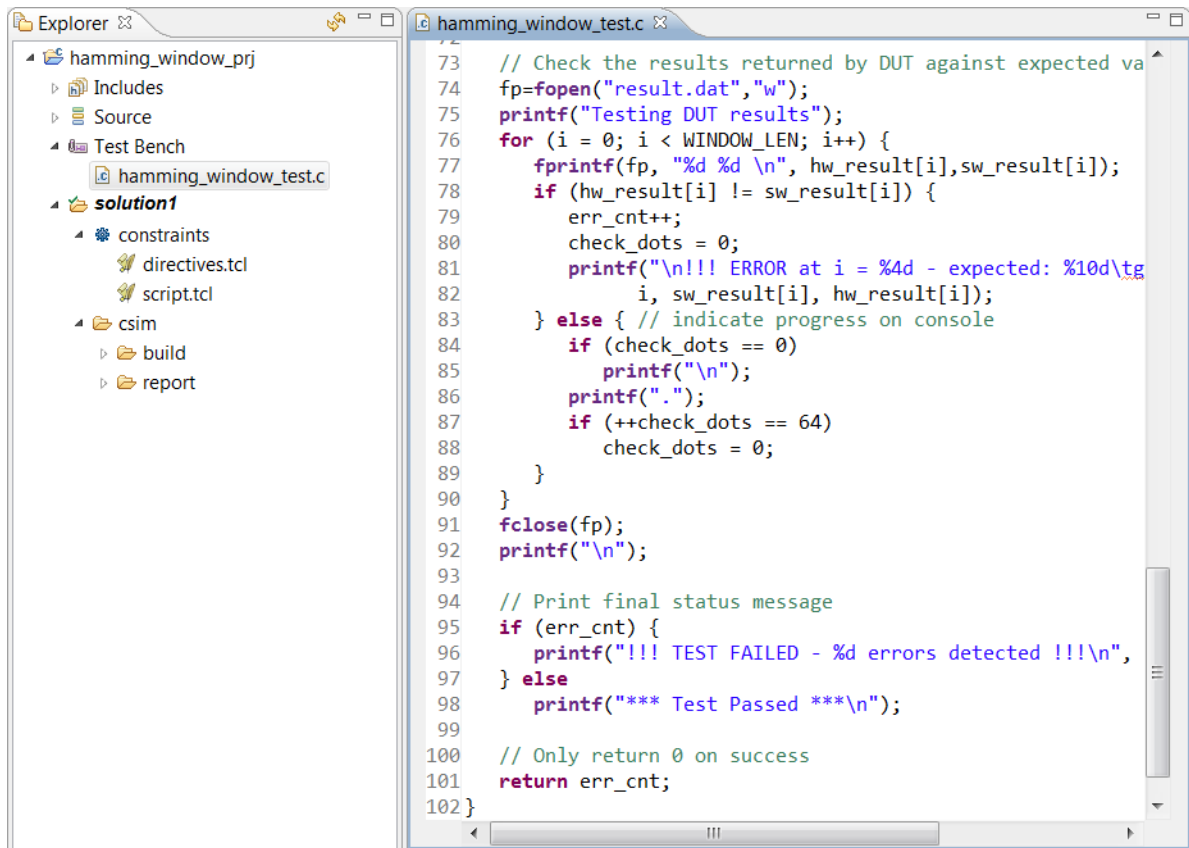 Explorer
hamming_window_prj
Includes
Source
Test Bench
hamming_window_test.c
solution1
constraints
directives.tcl
script.tcl
csim
build
report
hamming_window_test.c
72
73 // Check the results returned by DUT against expected va
74 fp=fopen("result.dat","w");
75 printf("Testing DUT results");
76 for (i = 0; i < WINDOW_LEN; i++) {
77 fprintf(fp, "%d %d \n", hw_result[i],sw_result[i]);
78 if (hw_result[i] != sw_result[i]) {
79 err_cnt++;
80 check_dots = 0;
81 printf("\n!!! ERROR at i = %4d - expected: %10d\tg
82 i, sw_result[i], hw_result[i]);
83 } else { // indicate progress on console
84 if (check_dots == 0)
85 printf("\n");
86 printf(".");
87 if (++check_dots == 64)
88 check_dots = 0;
89 }
90 }
91 fclose(fp);
92 printf("\n");
93
94 // Print final status message
95 if (err_cnt) {
96 printf("!!! TEST FAILED - %d errors detected !!!\n",
97 } else
98 printf("*** Test Passed ***\n");
99
100 // Only return 0 on success
101 return err_cnt;
102 }